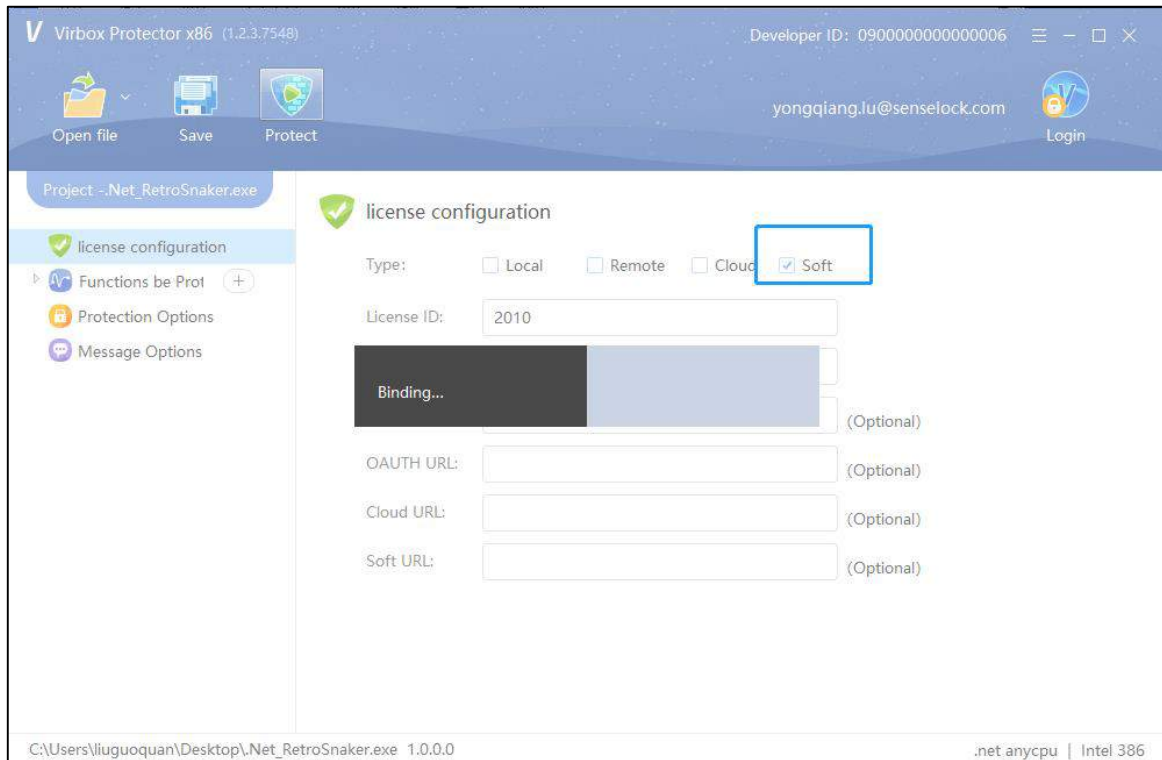 V Virbox Protector x86 (1.2.3.7548)
Developer ID: 0900000000000006
Open file
Save
Protect
yongqiang.lu@senselock.com
Login
Project -.Net_RetroSnaker.exe
license configuration
Functions be Prot
Protection Options
Message Options
license configuration
Type: Local Remote Cloud Soft
License ID: 2010
Binding...
(Optional)
OAUTH URL: (Optional)
Cloud URL: (Optional)
Soft URL: (Optional)
C:\Users\liuguoquan\Desktop\.Net_RetroSnaker.exe 1.0.0.0
.net anycpu | Intel 386